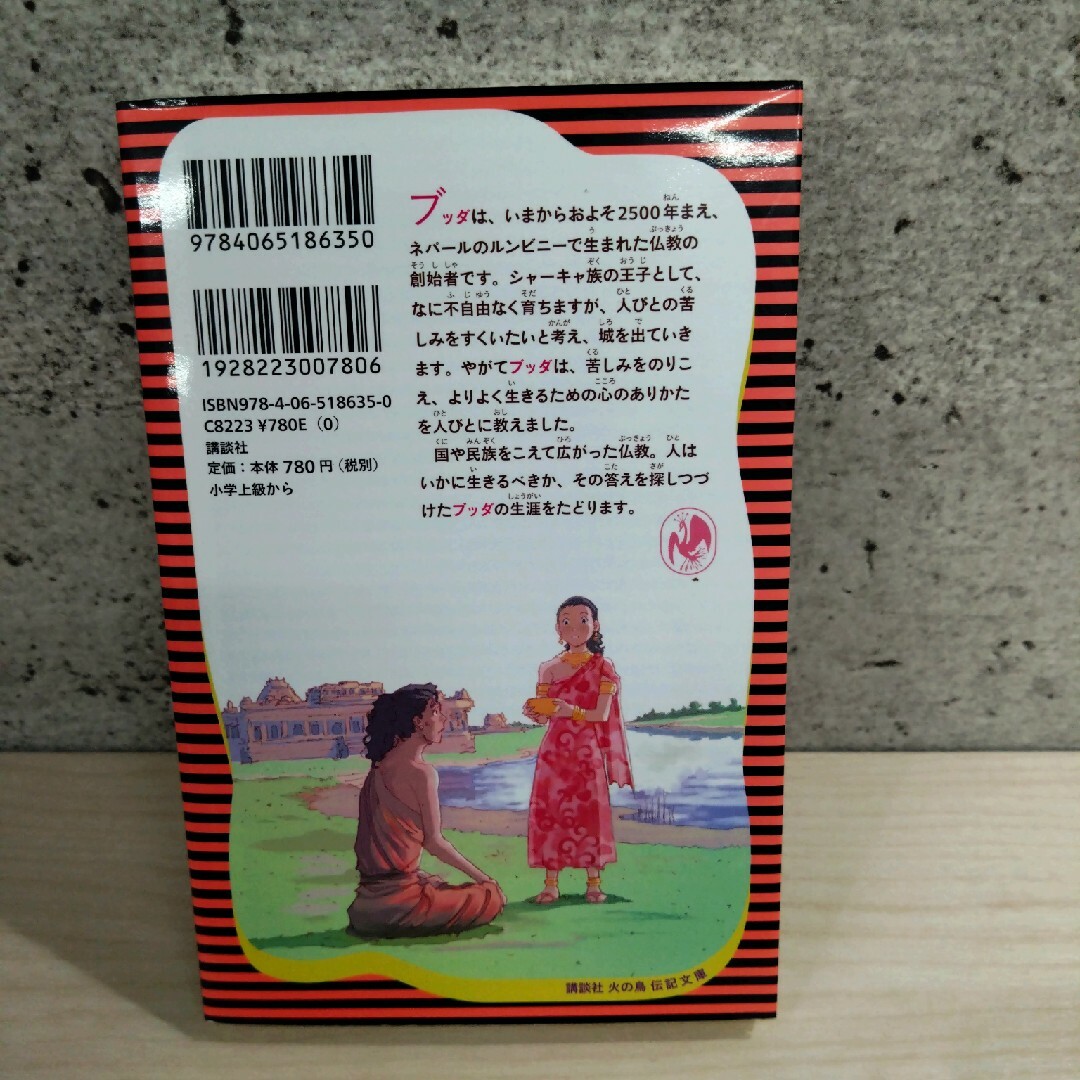 9784065186350
1928223007806
ISBN978-4-06-518635-0
C8223 ¥780E (0)
講談社
定価:本体780円(税別)
小学上級から
ブッダは、いまからおよそ2500年まえ、
ネパールのルンビニーで生まれた仏教の
創始者です。シャーキャ族の王子として、
なに不自由なく育ちますが、人びとの苦
しみをすくいたいと考え、城を出ていき
ます。やがてブッダは、苦しみをのりこ
え、よりよく生きるための心のありかた
を人びとに教えました。
国や民族をこえて広がった仏教。人は
いかに生きるべきか、その答えを探しつづ
けたブッダの生涯をたどります。
講談社 火の鳥 伝記文庫